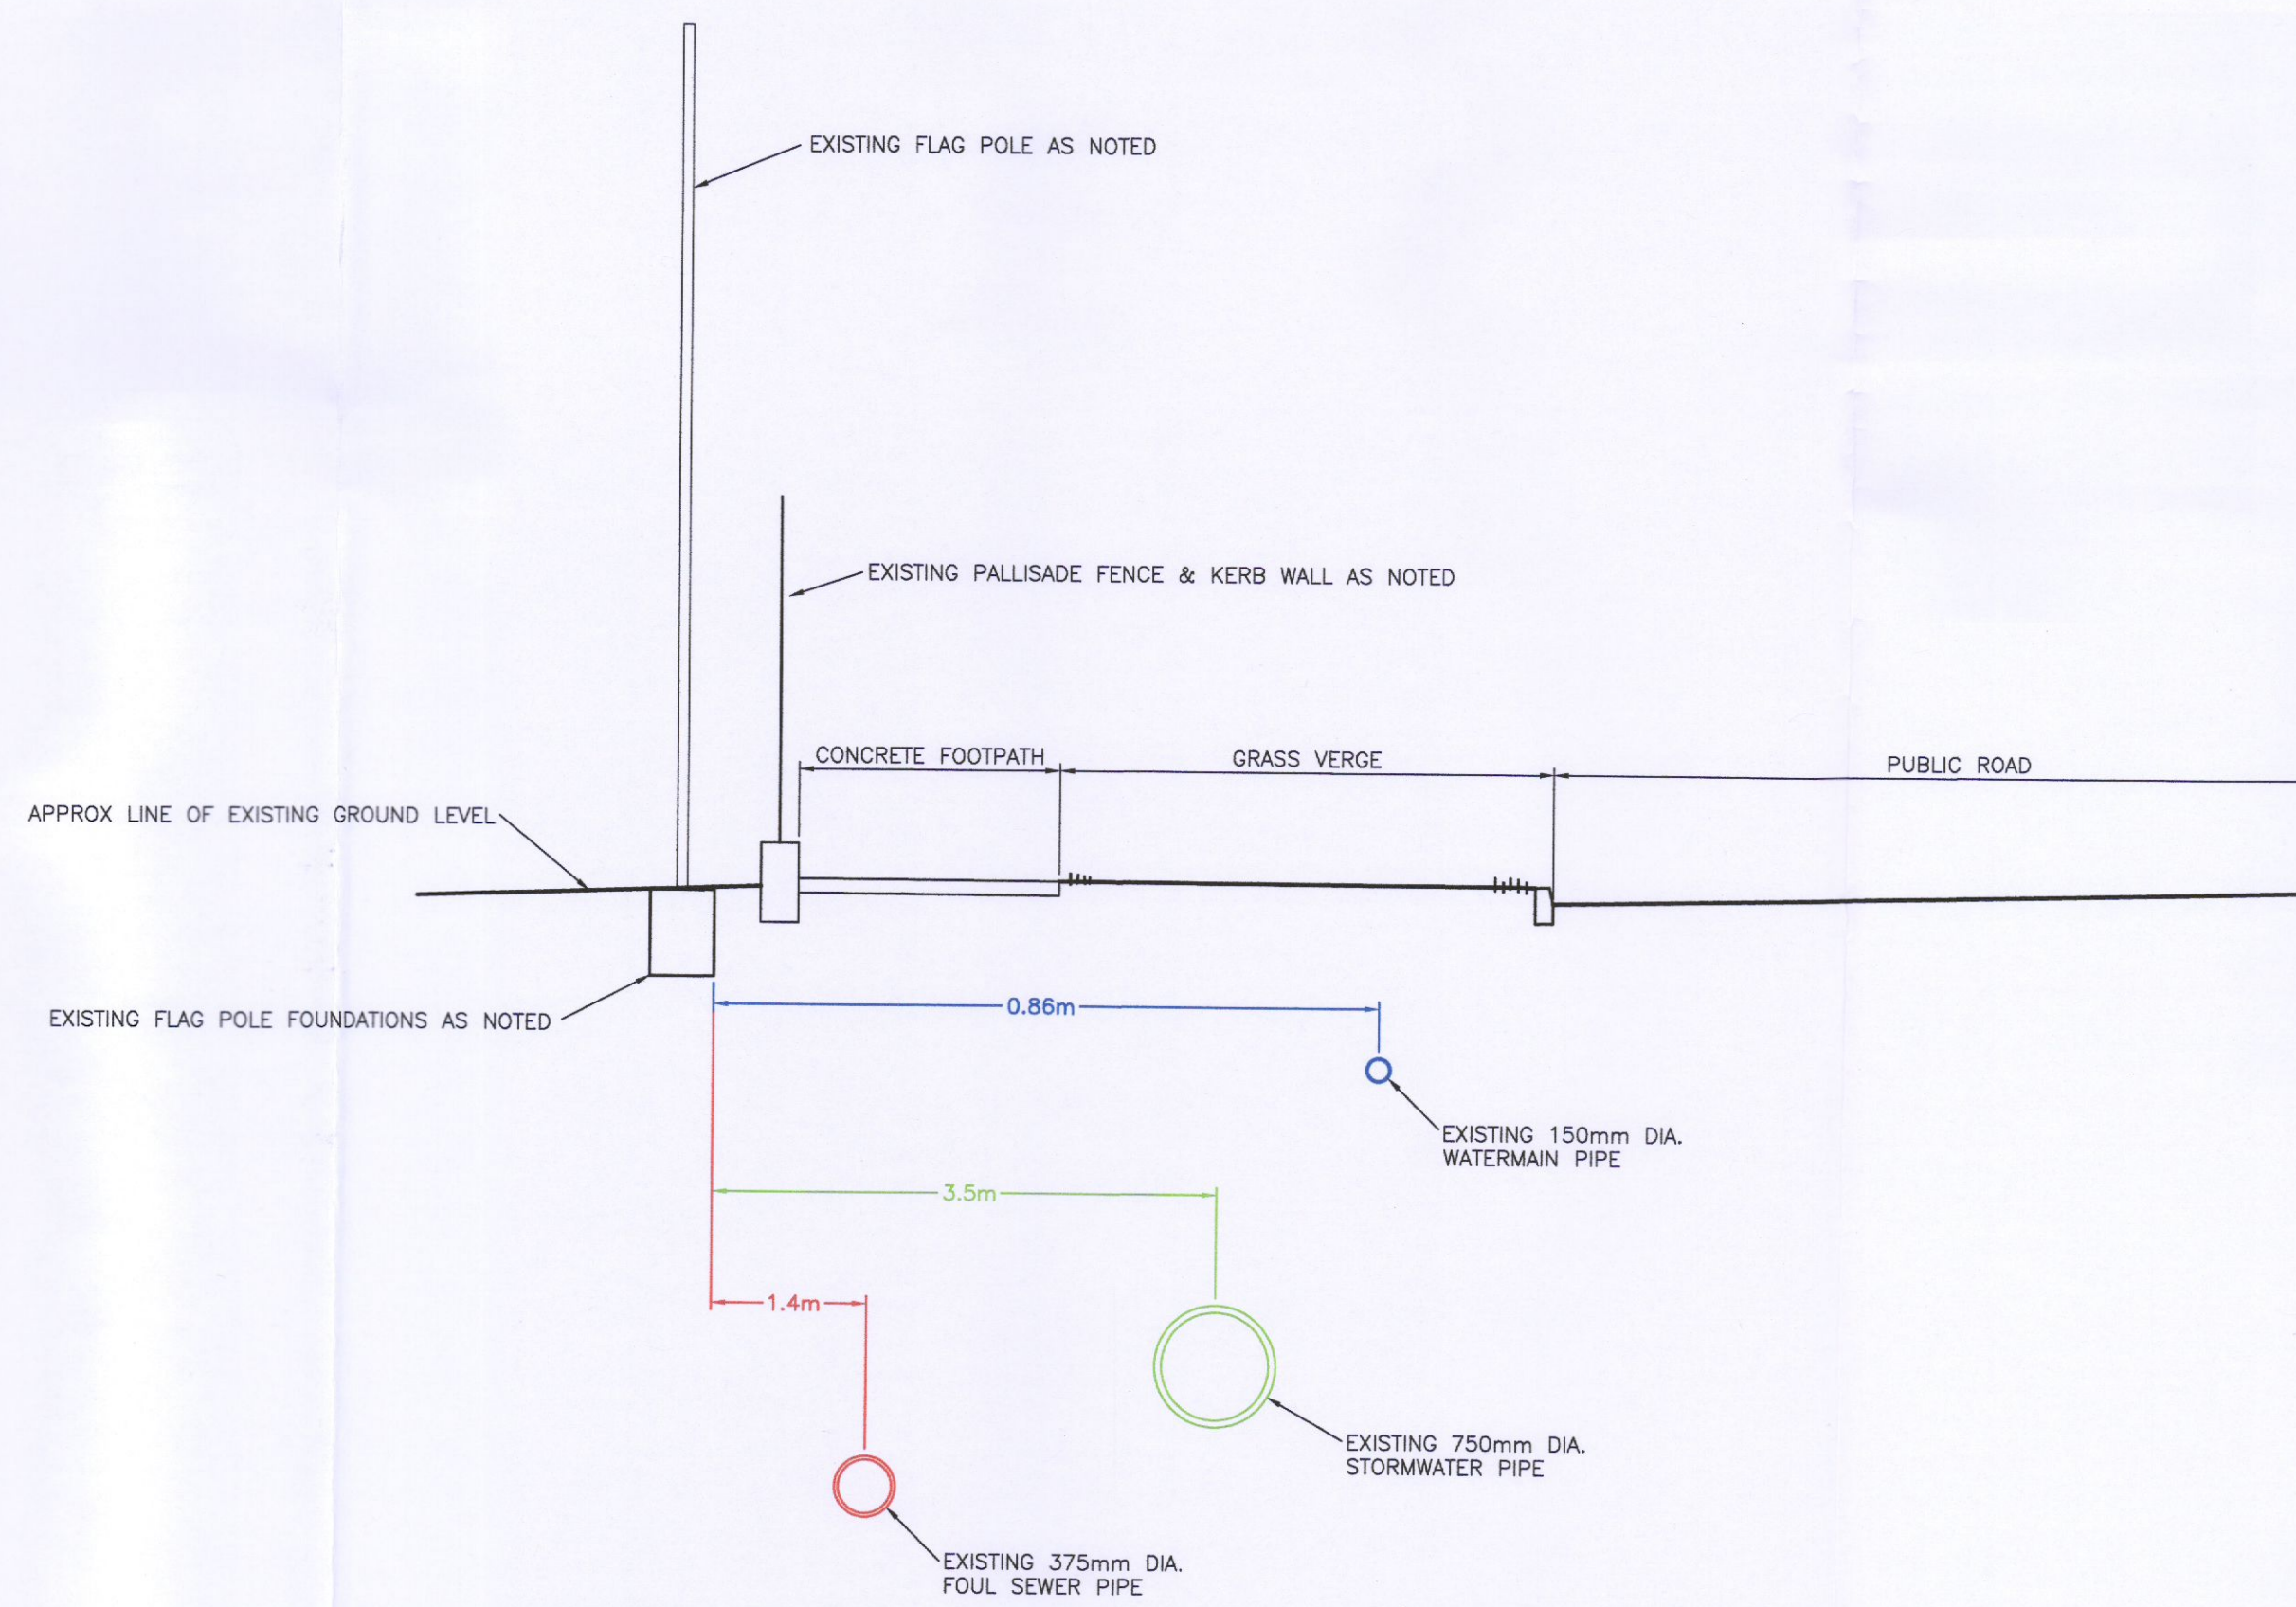 EXISTING FLAG POLE AS NOTED
EXISTING PALLISADE FENCE & KERB WALL AS NOTED
CONCRETE FOOTPATH
GRASS VERGE
PUBLIC ROAD
APPROX LINE OF EXISTING GROUND LEVEL
EXISTING FLAG POLE FOUNDATIONS AS NOTED
0.86m
EXISTING 150mm DIA.
WATERMAIN PIPE
3.5m
1.4m
EXISTING 750mm DIA.
STORMWATER PIPE
EXISTING 375mm DIA.
FOUL SEWER PIPE